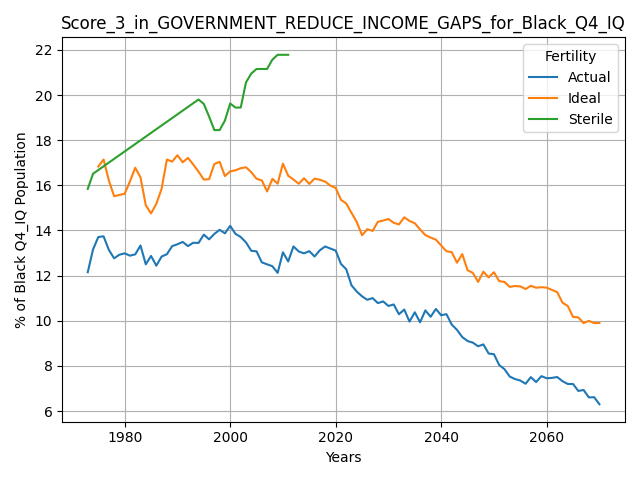 Score_3_in_GOVERNMENT_REDUCE_INCOME_GAPS_for_Black_Q4_IQ
% of Black Q4_IQ Population
22
20
18
16
14
12
10
8
6
Fertility
Actual
Ideal
Sterile
1980
2000
2020
2040
2060
Years